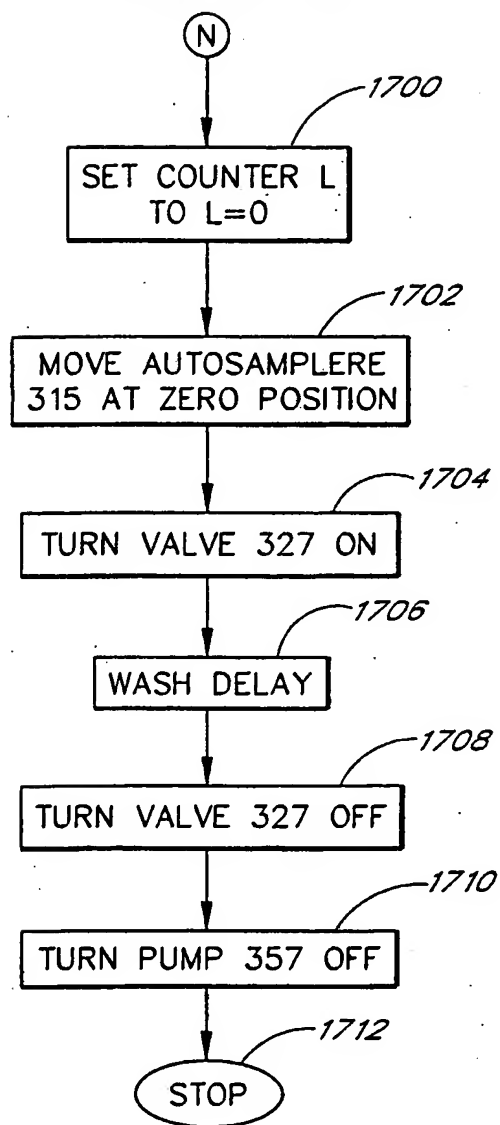 N
1700
SET COUNTER L
TO L=0
1702
MOVE AUTOSAMPLERE
315 AT ZERO POSITION
1704
TURN VALVE 327 ON
1706
WASH DELAY
1708
TURN VALVE 327 OFF
1710
TURN PUMP 357 OFF
1712
STOP